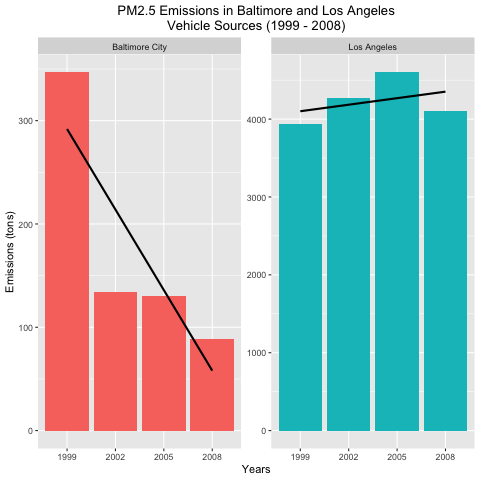 PM2.5 Emissions in Baltimore and Los Angeles
Vehicle Sources (1999 - 2008)
Baltimore City
Los Angeles
Emissions (tons)
300
200
100
0
4000
3000
2000
1000
0
1999 2002 2005 2008
1999 2002 2005 2008
Years